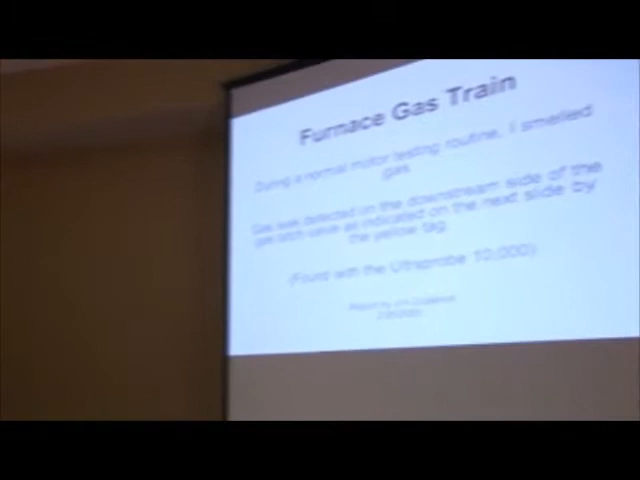 Furnace Gas Train
During a normal motor testing routine, I smelled
gas
Gas was detected on the downstream side of the
gas latch valve as indicated on the next slide by
the yellow tag
(Found with the Ultraprobe 10,000)